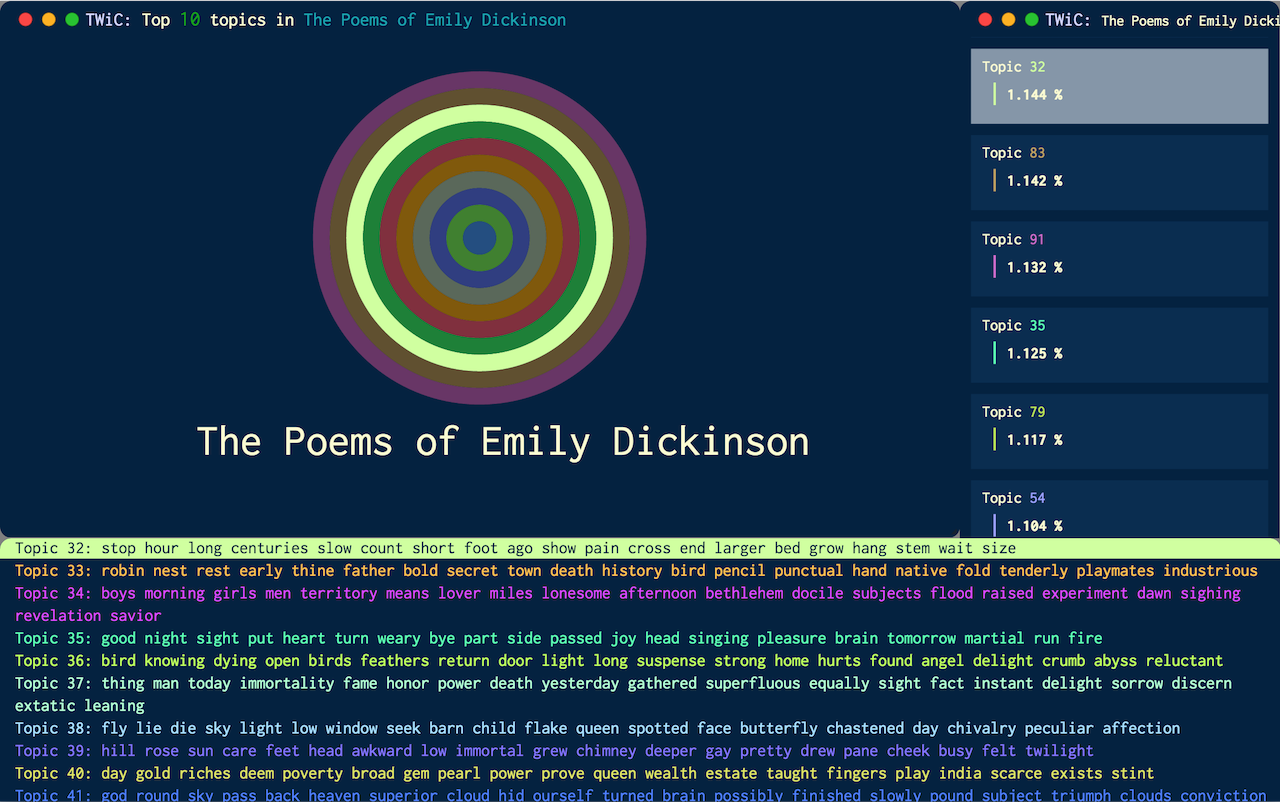 TWiC: Top 10 topics in The Poems of Emily Dickinson
The Poems of Emily Dickinson
TWiC: The Poems of Emily Dicki
Topic 32
1.144 %
Topic 83
1.142 %
Topic 91
1.132 %
Topic 35
1.125 %
Topic 79
1.117 %
Topic 54
1.104 %
Topic 32: stop hour long centuries slow count short foot ago show pain cross end larger bed grow hang stem wait size
Topic 33: robin nest rest early thine father bold secret town death history bird pencil punctual hand native fold tenderly playmates industrious
Topic 34: boys morning girls men territory means lover miles lonesome afternoon bethlehem docile subjects flood raised experiment dawn sighing
revelation savior
Topic 35: good night sight put heart turn weary bye part side passed joy head singing pleasure brain tomorrow martial run fire
Topic 36: bird knowing dying open birds feathers return door light long suspense strong home hurts found angel delight crumb abyss reluctant
Topic 37: thing man today immortality fame honor power death yesterday gathered superfluous equally sight fact instant delight sorrow discern
extatic leaning
Topic 38: fly lie die sky light low window seek barn child flake queen spotted face butterfly chastened day chivalry peculiar affection
Topic 39: hill rose sun care feet head awkward low immortal grew chimney deeper gay pretty drew pane cheek busy felt twilight
Topic 40: day gold riches deem poverty broad gem pearl power prove queen wealth estate taught fingers play india scarce exists stint
Topic 41: god round sky pass back heaven superior cloud hid ourself turned brain possibly finished slowly pound subject triumph clouds conviction